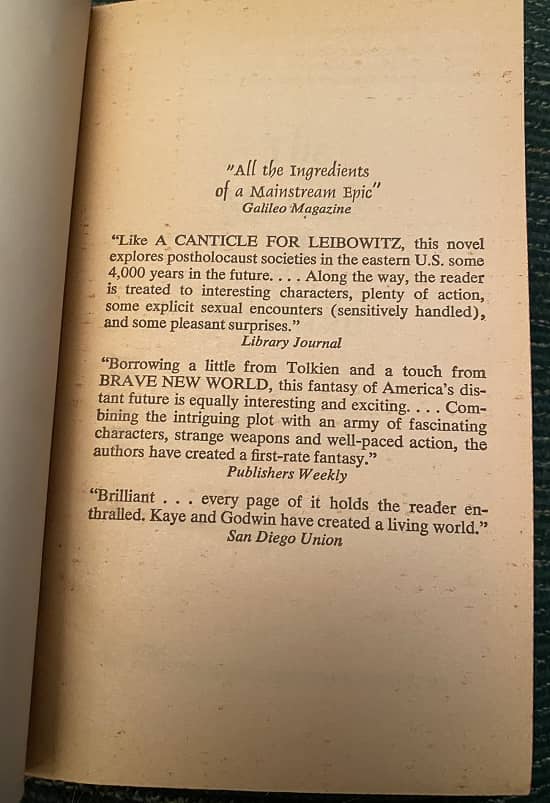 "All the Ingredients
of a Mainstream Epic"
Galileo Magazine
“Like A CANTICLE FOR LEIBOWITZ, this novel
explores postholocaust societies in the eastern U.S. some
4,000 years in the future. . . . Along the way, the reader
is treated to interesting characters, plenty of action,
some explicit sexual encounters (sensitively handled),
and some pleasant surprises.”
Library Journal
“Borrowing a little from Tolkien and a touch from
BRAVE NEW WORLD, this fantasy of America's dis-
tant future is equally interesting and exciting. . . . Com-
bining the intriguing plot with an army of fascinating
characters, strange weapons and well-paced action, the
authors have created a first-rate fantasy.”
Publishers Weekly
“Brilliant . . . every page of it holds the reader en-
thralled. Kaye and Godwin have created a living world.”
San Diego Union